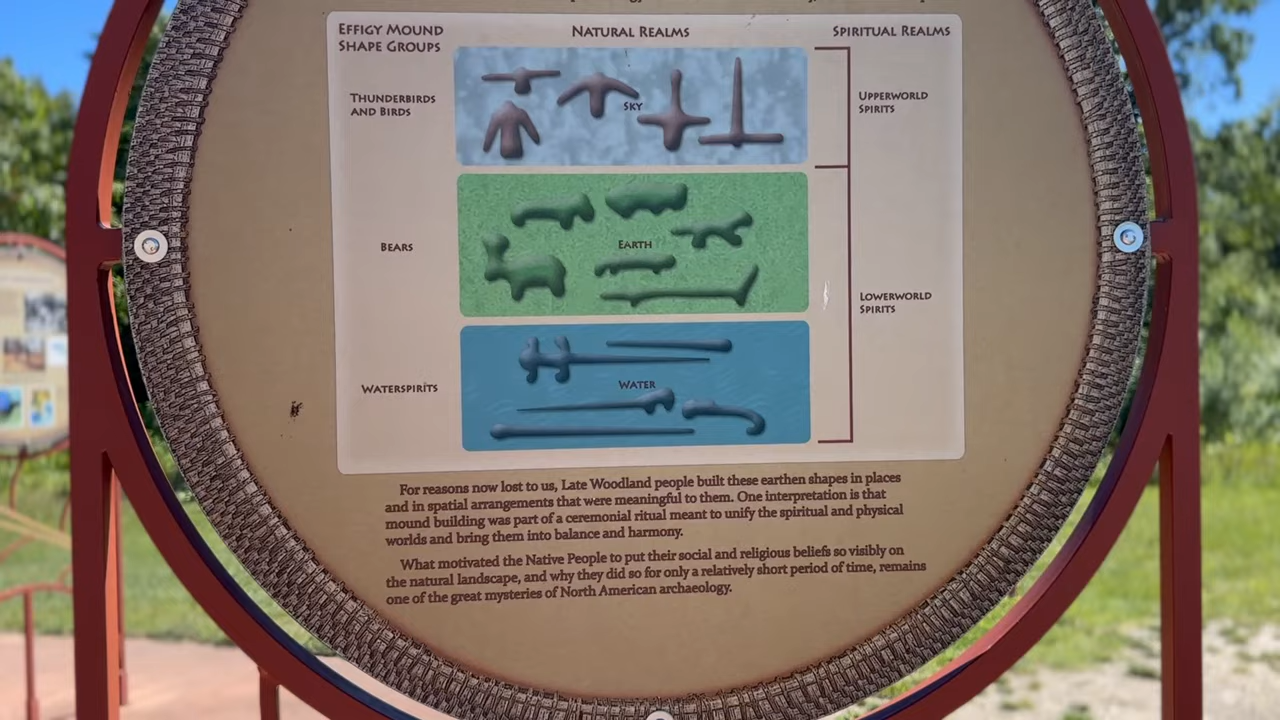 EFFIGY MOUND
SHAPE GROUPS
NATURAL REALMS
SPIRITUAL REALMS
THUNDERBIRDS
AND BIRDS
SKY
UPPERWORLD
SPIRITS
BEARS
EARTH
LOWERWORLD
SPIRITS
WATERSPIRITS
WATER
For reasons now lost to us, Late Woodland people built these earthen shapes in places
and in spatial arrangements that were meaningful to them. One interpretation is that
mound building was part of a ceremonial ritual meant to unify the spiritual and physical
worlds and bring them into balance and harmony.
What motivated the Native People to put their social and religious beliefs so visibly on
the natural landscape, and why they did so for only a relatively short period of time, remains
one of the great mysteries of North American archaeology.